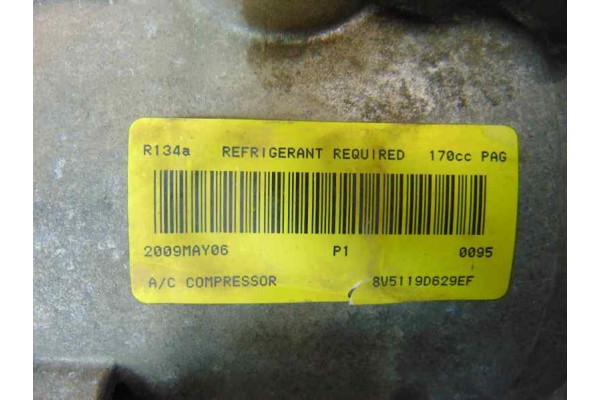 R134a REFRIGERANT REQUIRED 170cc PAG
2009MAY06 P1 0095
A/C COMPRESSOR 8V5119D629EF